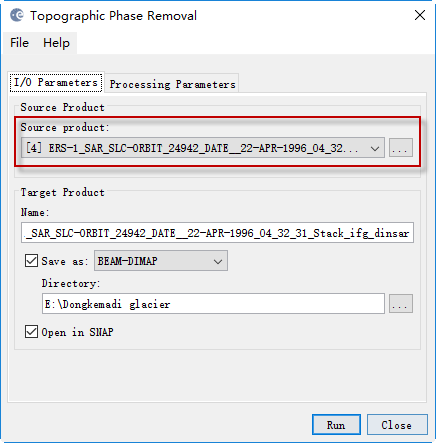 Topographic Phase Removal
File Help
I/O Parameters Processing Parameters
Source Product
Source product:
[4] ERS-1_SAR_SLC-ORBIT_24942_DATE__22-APR-1996_04_32... ...
Target Product
Name:
_SAR_SLC-ORBIT_24942_DATE__22-APR-1996_04_32_31_Stack_ifg_dinsar
Save as: BEAM-DIMAP
Directory:
E:\Dongkemadi glacier ...
Open in SNAP
Run Close